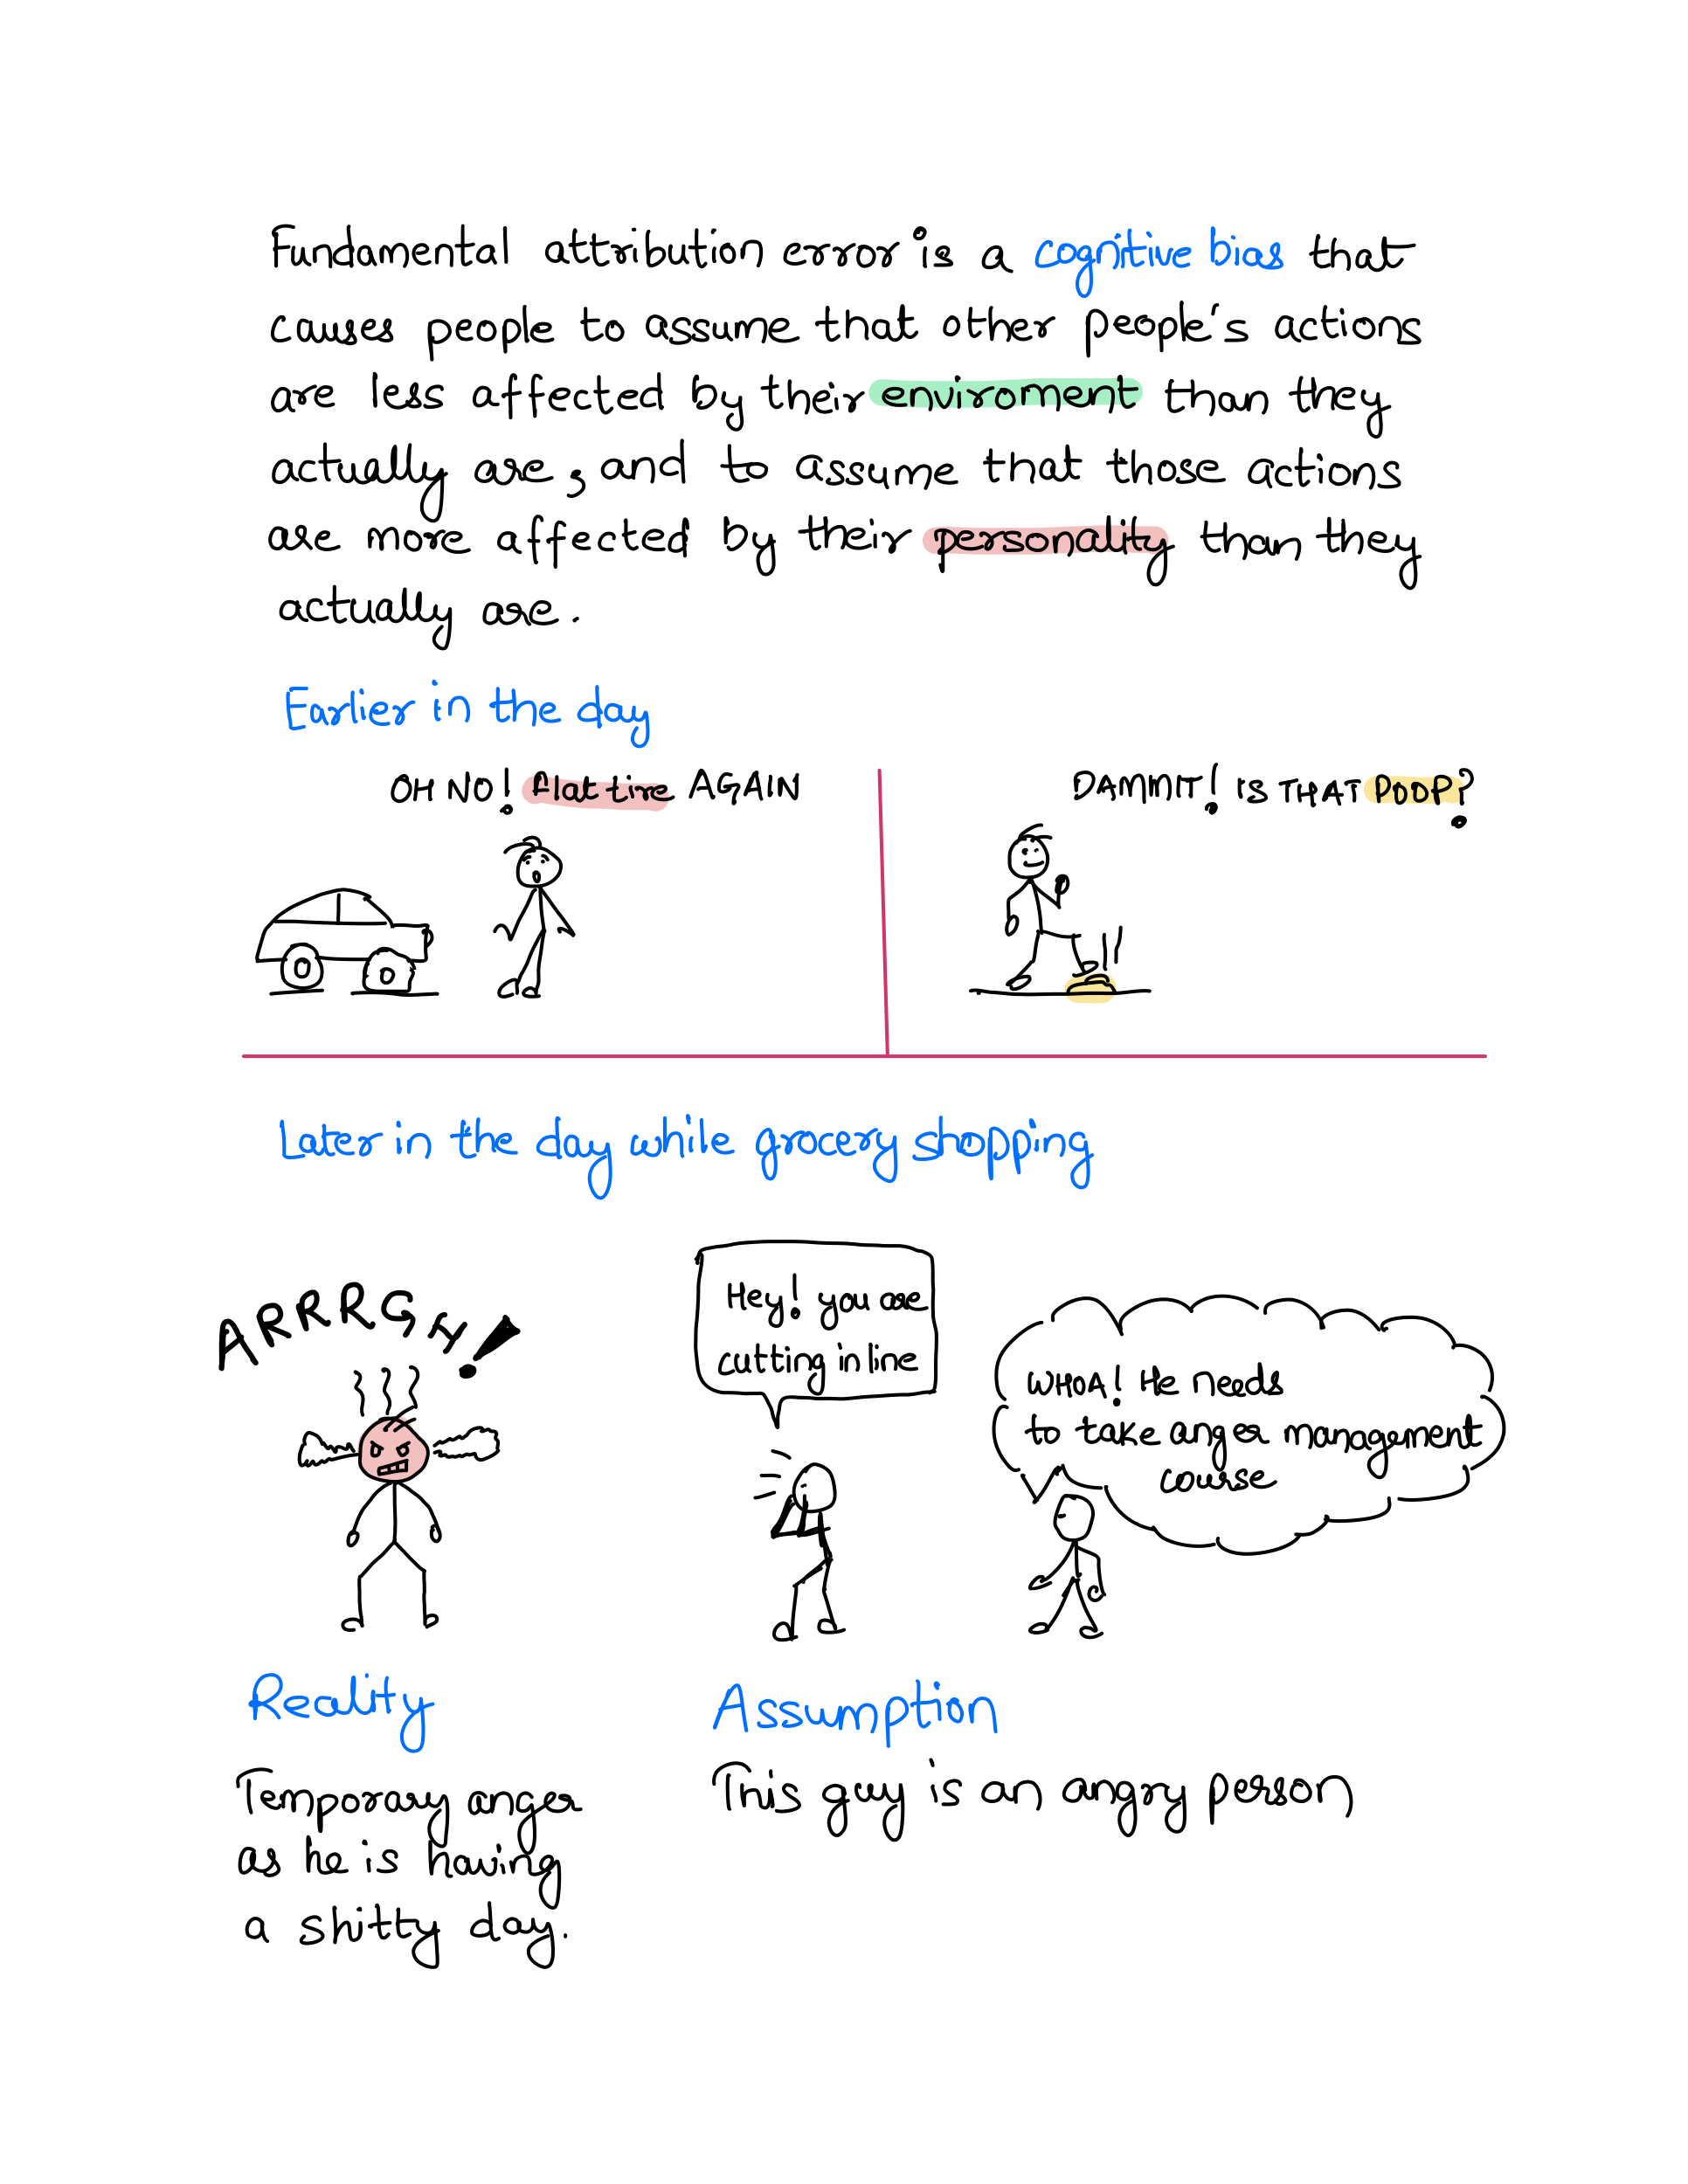 Fundamental attribution error is a cognitive bias that
causes people to assume that other people's actions
are less affected by their enviroment than they
actually are, and to assume that those actions
are more affected by their personality than they
actually are.
Earlier in the day
OH NO! flat tire AGAIN
DAMMIT! IS THAT POOP?
Later in the day while grocery shopping
ARRRGH!
Hey! you are
cutting in line
WHOA! He needs
to take anger management
course
Reality
Temporary anger
as he is having
a shitty day.
Assumption
This guy is an angry person